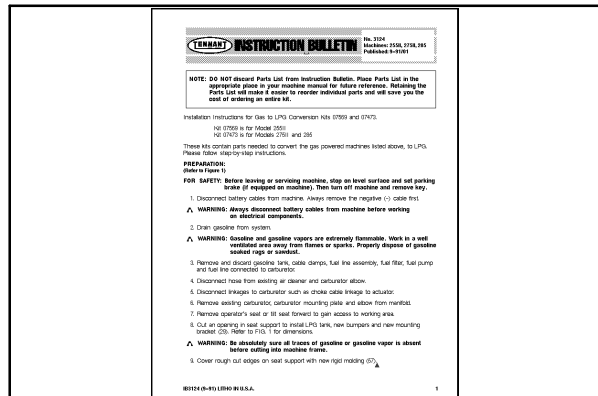 TENNANT INSTRUCTION BULLETIN
No. 3124
Machines: 255II, 275II, 285
Published: 9-91/01
NOTE: DO NOT discard Parts List from Instruction Bulletin. Place Parts List in the
appropriate place in your machine manual for future reference. Retaining the
Parts List will make it easier to reorder individual parts and will save you the
cost of ordering an entire kit.
Installation Instructions for Gas to LPG Conversion Kits 07569 and 07473.
Kit 07569 is for Model 255II
Kit 07473 is for Models 275II and 285
These kits contain parts needed to convert the gas powered machines listed above, to LPG.
Please follow step-by-step instructions.
PREPARATION:
(Refer to Figure 1)
FOR SAFETY: Before leaving or servicing machine, stop on level surface and set parking
brake (if equipped on machine). Then turn off machine and remove key.
1. Disconnect battery cables from machine. Always remove the negative (-) cable first.
WARNING: Always disconnect battery cables from machine before working
on electrical components.
2. Drain gasoline from system.
WARNING: Gasoline and gasoline vapors are extremely flammable. Work in a well
ventilated area away from flames or sparks. Properly dispose of gasoline
soaked rags or sawdust.
3. Remove and discard gasoline tank, cable clamps, fuel line assembly, fuel filter, fuel pump
and fuel line connected to carburetor.
4. Disconnect hose from existing air cleaner and carburetor elbow.
5. Disconnect linkages to carburetor such as choke cable linkage to actuator.
6. Remove existing carburetor, carburetor mounting plate and elbow from manifold.
7. Remove operator's seat or tilt seat forward to gain access to working area.
8. Cut an opening in seat support to install LPG tank, new bumpers and new mounting
bracket (29). Refer to FIG. 1 for dimensions.
WARNING: Be absolutely sure all traces of gasoline or gasoline vapor is absent
before cutting into machine frame.
9. Cover rough cut edges on seat support with new rigid molding (57).
IB3124 (9-91) LITHO IN U.S.A. 1